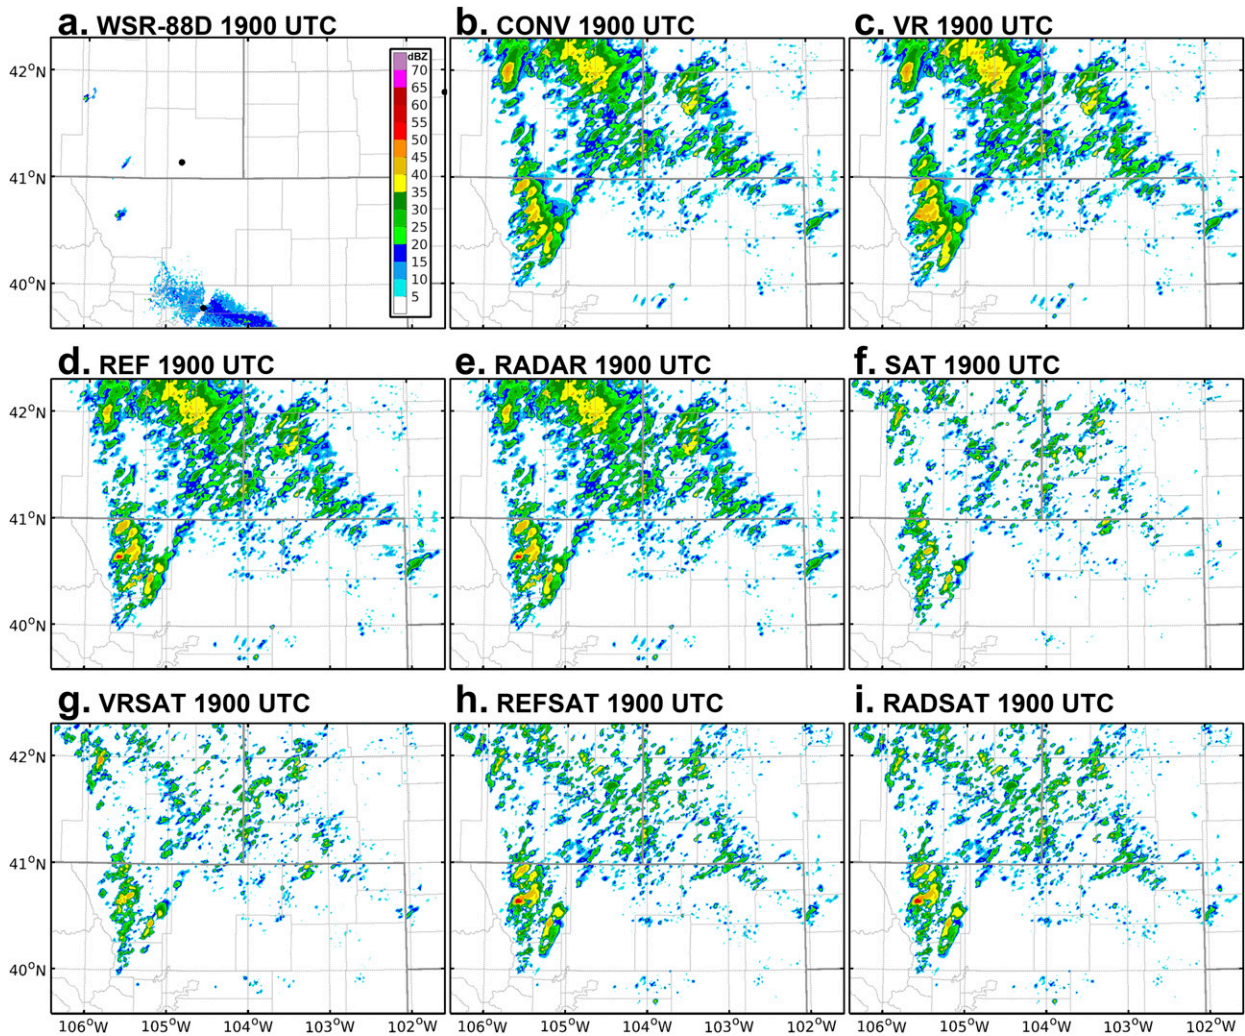 a. WSR-88D 1900 UTC
b. CONV 1900 UTC
c. VR 1900 UTC
dBZ
70
65
60
55
50
45
40
35
30
25
20
15
10
5
42°N
41°N
40°N
d. REF 1900 UTC
e. RADAR 1900 UTC
f. SAT 1900 UTC
42°N
41°N
40°N
g. VRSAT 1900 UTC
h. REFSAT 1900 UTC
i. RADSAT 1900 UTC
42°N
41°N
40°N
106°W 105°W 104°W 103°W 102°W 106°W 105°W 104°W 103°W 102°W 106°W 105°W 104°W 103°W 102°W